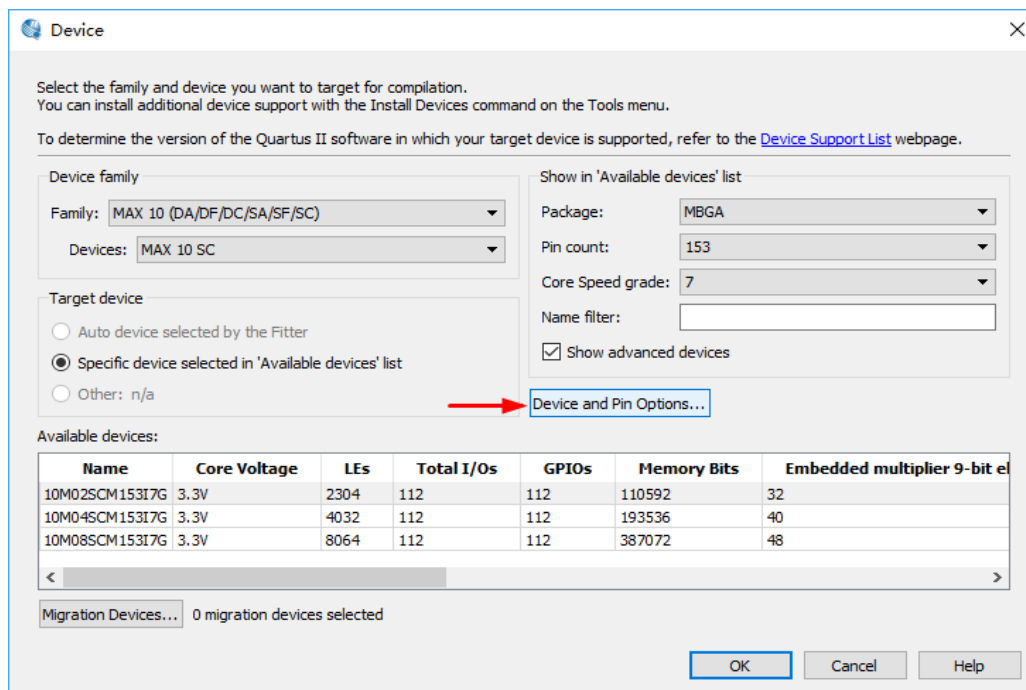 Device
Select the family and device you want to target for compilation.
You can install additional device support with the Install Devices command on the Tools menu.
To determine the version of the Quartus II software in which your target device is supported, refer to the Device Support List webpage.
Device family
Family: MAX 10 (DA/DF/DC/SA/SF/SC)
Devices: MAX 10 SC
Target device
Auto device selected by the Fitter
Specific device selected in 'Available devices' list
Other: n/a
Show in 'Available devices' list
Package: MBGA
Pin count: 153
Core Speed grade: 7
Name filter:
Show advanced devices
Device and Pin Options...
Available devices:
Name Core Voltage LEs Total I/Os GPIOs Memory Bits Embedded multiplier 9-bit el
10M02SCM153I7G 3.3V 2304 112 112 110592 32
10M04SCM153I7G 3.3V 4032 112 112 193536 40
10M08SCM153I7G 3.3V 8064 112 112 387072 48
Migration Devices... 0 migration devices selected
OK Cancel Help